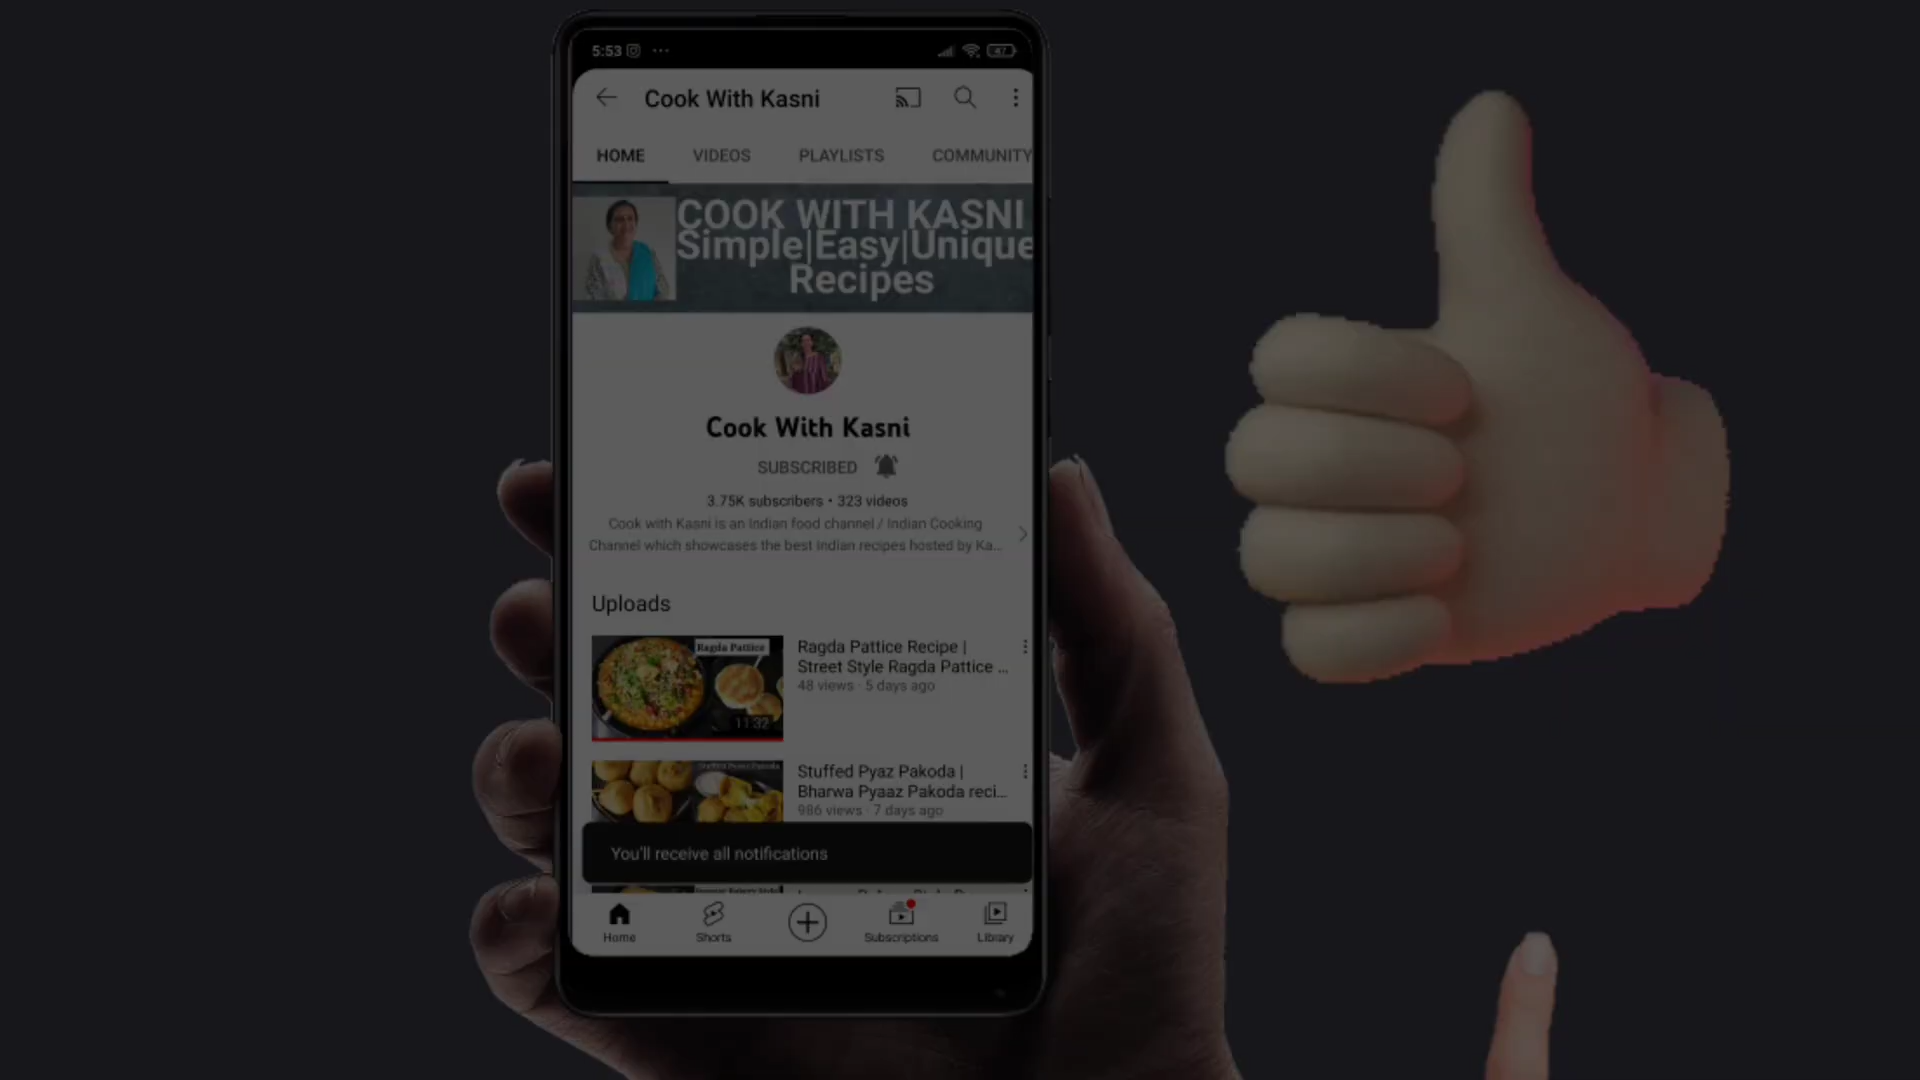 5:53
47
Cook With Kasni
HOME VIDEOS PLAYLISTS COMMUNITY
COOK WITH KASNI
Simple|Easy|Unique
Recipes
Cook With Kasni
SUBSCRIBED
3.75K subscribers • 323 videos
Cook with Kasni is an Indian food channel / Indian Cooking
Channel which showcases the best Indian recipes hosted by Ka...
Uploads
Ragda Pattice
11:32
Ragda Pattice Recipe |
Street Style Ragda Pattice ...
48 views · 5 days ago
Stuffed Pyaaz Pakoda
Stuffed Pyaz Pakoda |
Bharwa Pyaaz Pakoda reci...
986 views · 7 days ago
You'll receive all notifications
Home Shorts Subscriptions Library